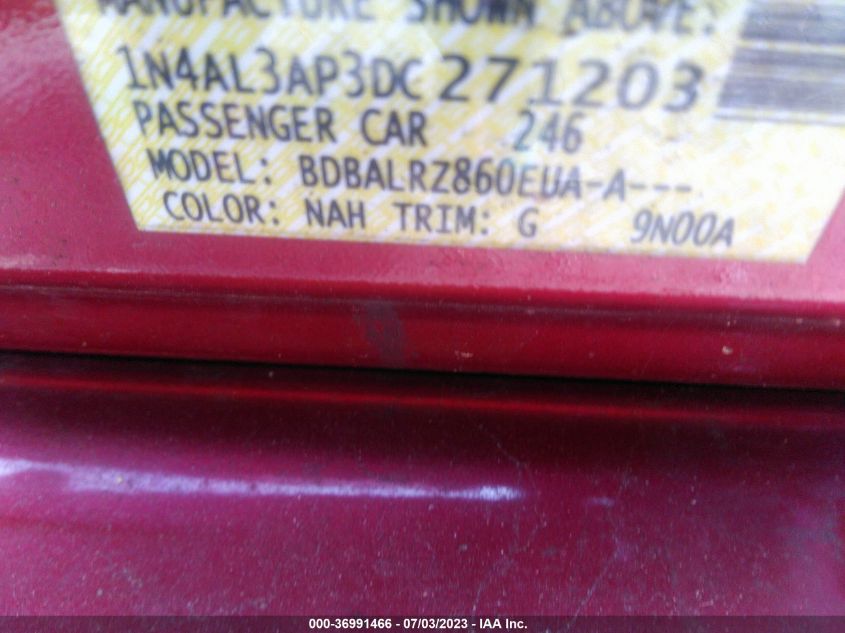 MANUFACTURE SHOWN ABOVE:
1N4AL3AP3DC271203
PASSENGER CAR 246
MODEL: BDBALRZ860EUA-A---
COLOR: NAH TRIM: G 9N00A
000-36991466 - 07/03/2023 - IAA Inc.